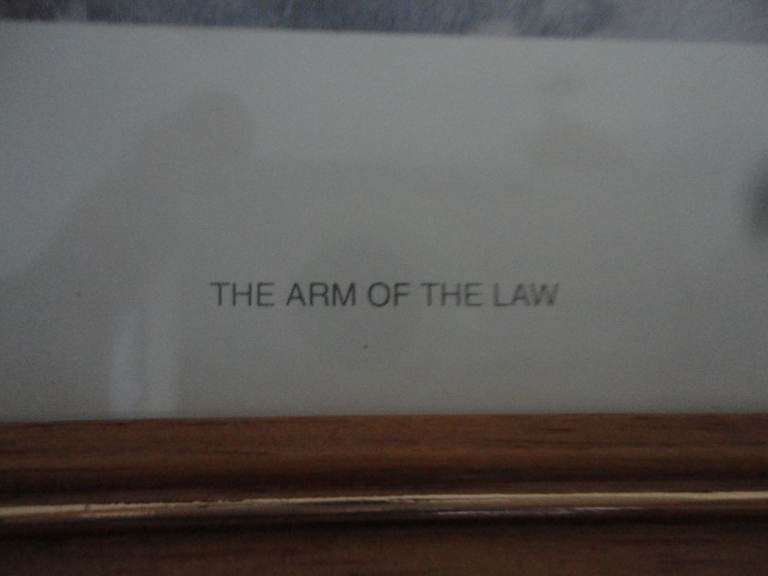 THE ARM OF THE LAW